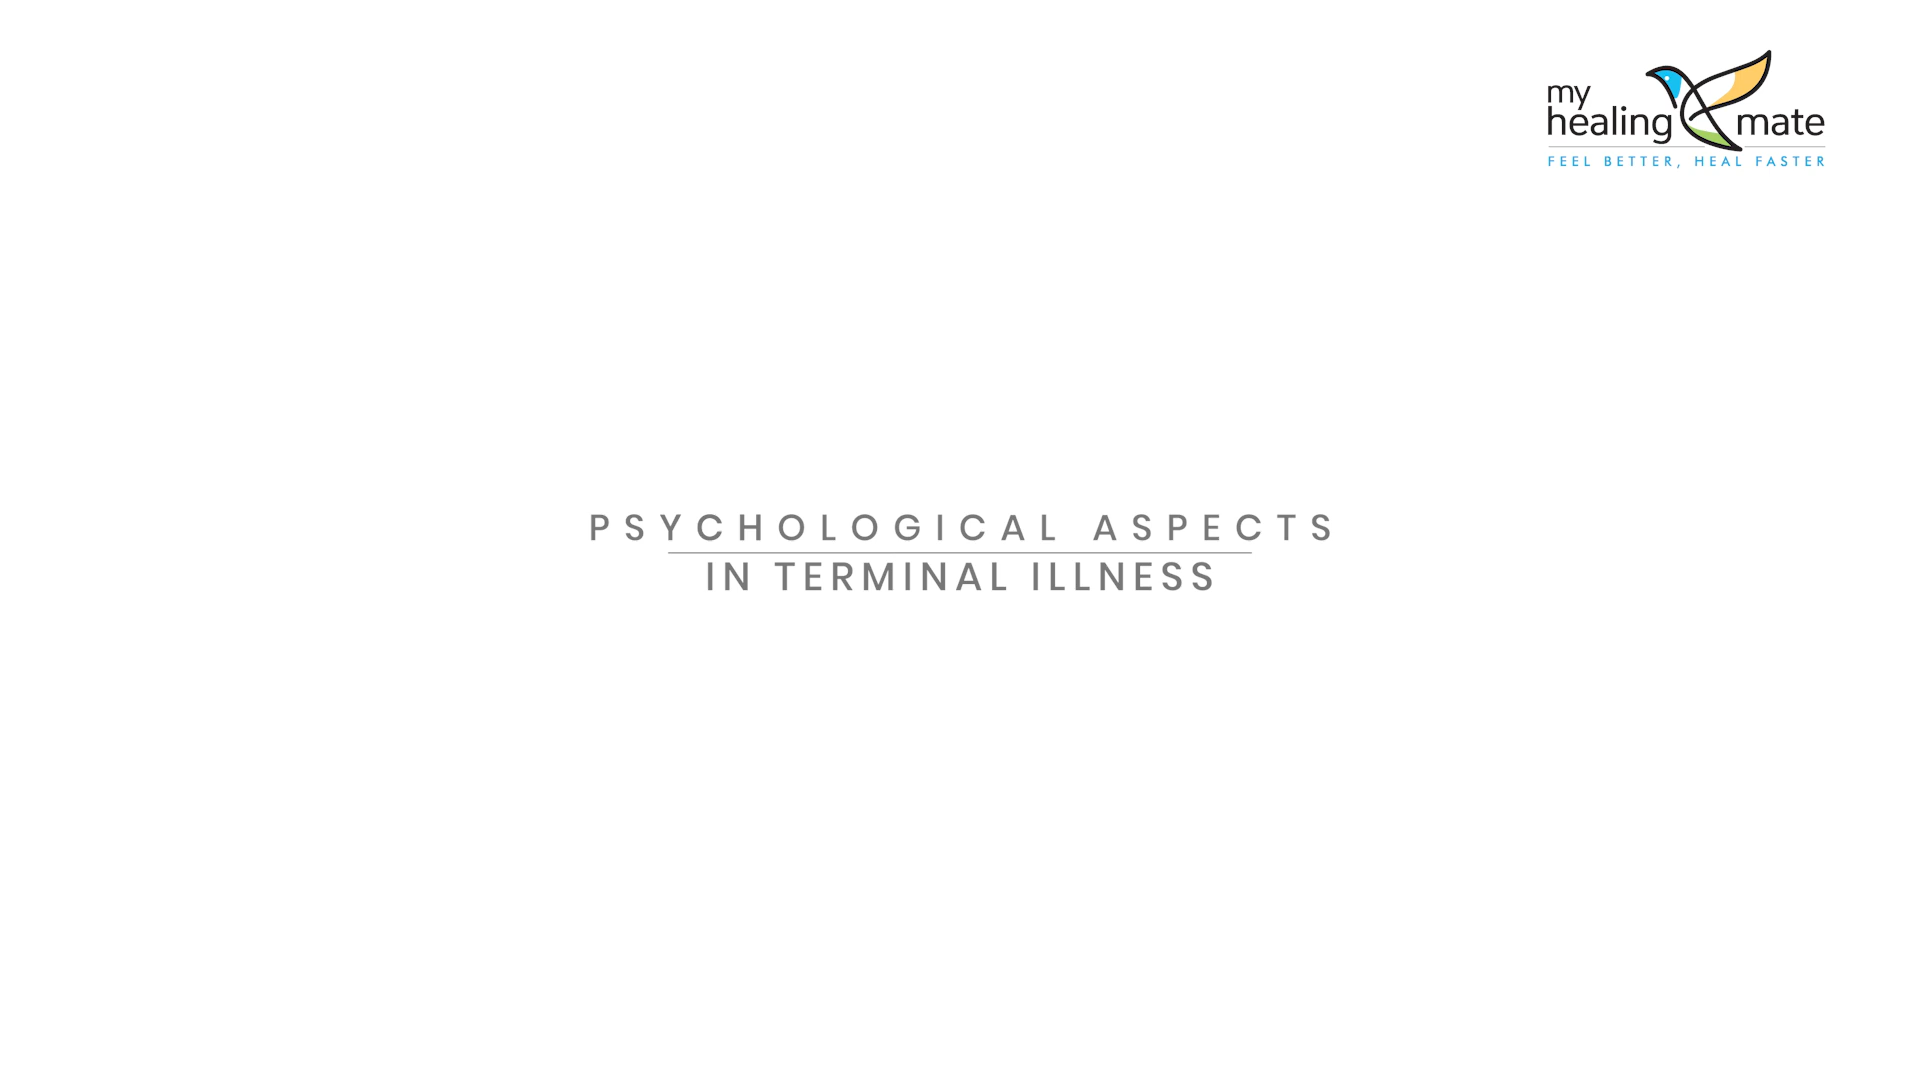 my
healing mate
FEEL BETTER, HEAL FASTER
PSYCHOLOGICAL ASPECTS
IN TERMINAL ILLNESS